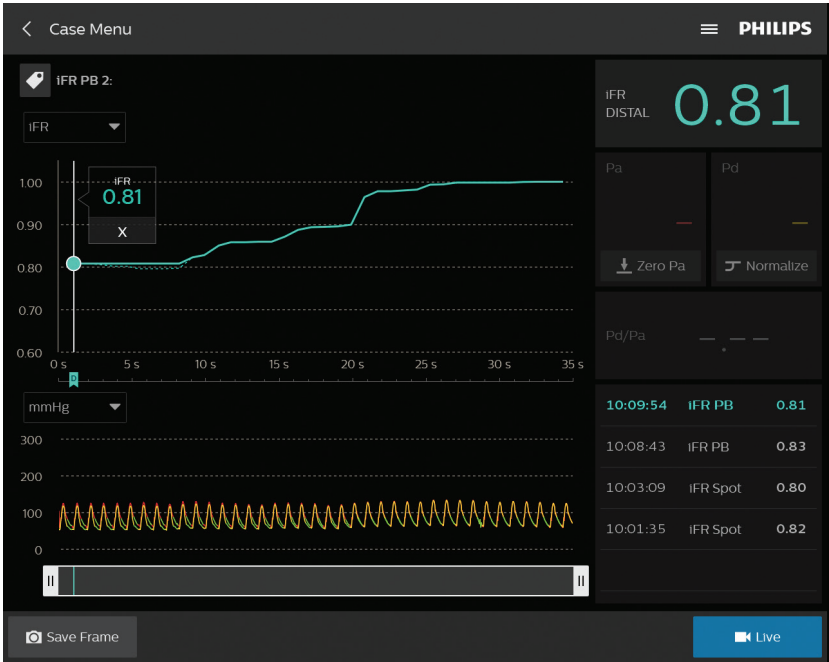 Case Menu
PHILIPS
iFR PB 2:
iFR
iFR
0.81
X
1.00
0.90
0.80
0.70
0.60
0 s 5 s 10 s 15 s 20 s 25 s 30 s 35 s
D
mmHg
300
200
100
0
iFR
DISTAL
0.81
Pa
Pd
Zero Pa
Normalize
Pd/Pa
10:09:54 iFR PB 0.81
10:08:43 iFR PB 0.83
10:03:09 iFR Spot 0.80
10:01:35 iFR Spot 0.82
Save Frame
Live